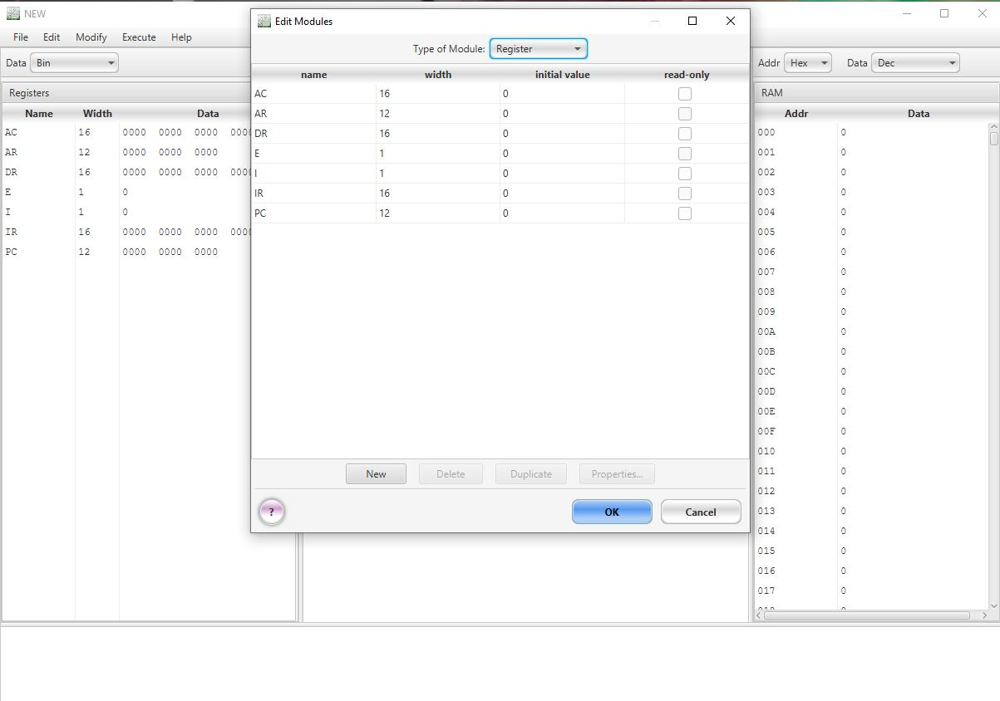 NEW
File Edit Modify Execute Help
Data Bin
Registers
Name Width Data
AC 16 0000 0000 0000 000
AR 12 0000 0000 0000
DR 16 0000 0000 0000 000
E 1 0
I 1 0
IR 16 0000 0000 0000 000
PC 12 0000 0000 0000
Edit Modules
Type of Module: Register
name width initial value read-only
AC 16 0
AR 12 0
DR 16 0
E 1 0
I 1 0
IR 16 0
PC 12 0
New Delete Duplicate Properties...
? OK Cancel
Addr Hex Data Dec
RAM
Addr Data
000 0
001 0
002 0
003 0
004 0
005 0
006 0
007 0
008 0
009 0
00A 0
00B 0
00C 0
00D 0
00E 0
00F 0
010 0
011 0
012 0
013 0
014 0
015 0
016 0
017 0